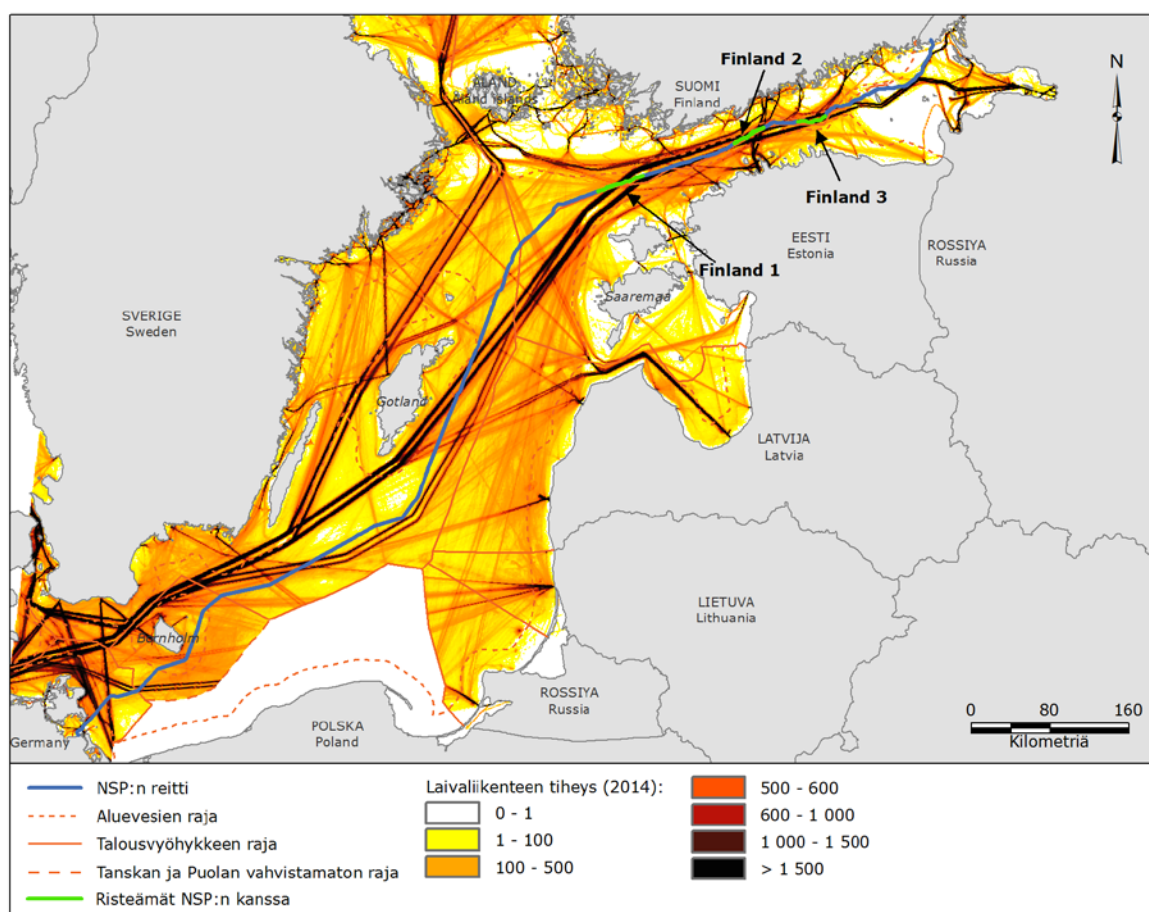 ÅLAND
Åland islands
SUOMI
Finland
Finland 2
N
Finland 3
Finland 1
EESTI
Estonia
ROSSIYA
Russia
SVERIGE
Sweden
Saaremaa
Gotland
LATVIJA
Latvia
LIETUVA
Lithuania
Bornholm
ROSSIYA
Russia
POLSKA
Poland
Germany
0 80 160
Kilometriä
NSP:n reitti
Aluevesien raja
Talousvyöhykkeen raja
Tanskan ja Puolan vahvistamaton raja
Risteämät NSP:n kanssa
Laivaliikenteen tiheys (2014):
0 - 1
1 - 100
100 - 500
500 - 600
600 - 1 000
1 000 - 1 500
> 1 500